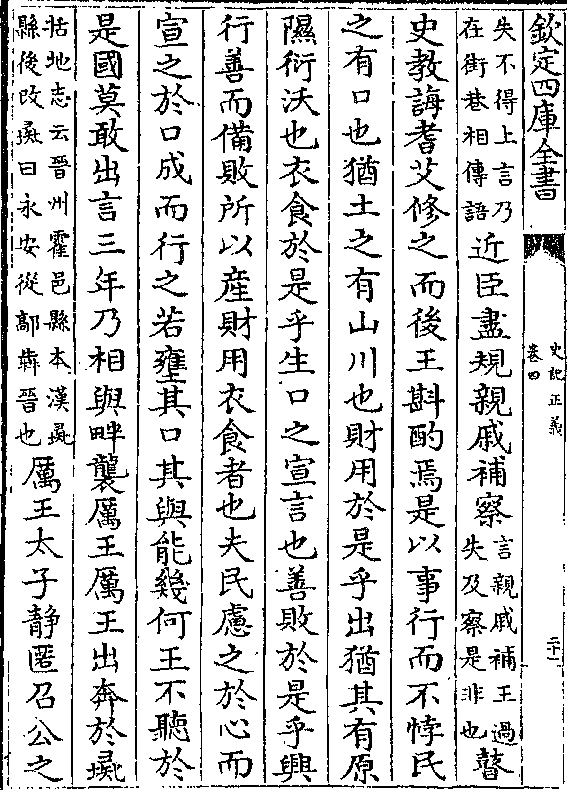 欽定四庫全書
史記正義
卷四
二十一
失不得上言乃
在街巷相傳語
近臣盡規親戚補察
言親戚補王過
失及察是非也
瞽
史教誨耆艾修之而後王斟酌焉是以事行而不悖民
之有口也猶土之有山川也財用於是乎出猶其有原
隰衍沃也衣食於是乎生口之宣言也善敗於是乎興
行善而備敗所以產財用衣食者也夫民慮之於心而
宣之於口成而行之若壅其口其與能幾何王不聽於
是國莫敢出言三年乃相與畔襲厲王厲王出奔於彘
括地志云晉州霍邑縣本漢彘
縣後改彘曰永安從鄗奔晉也
厲王太子静匿召公之